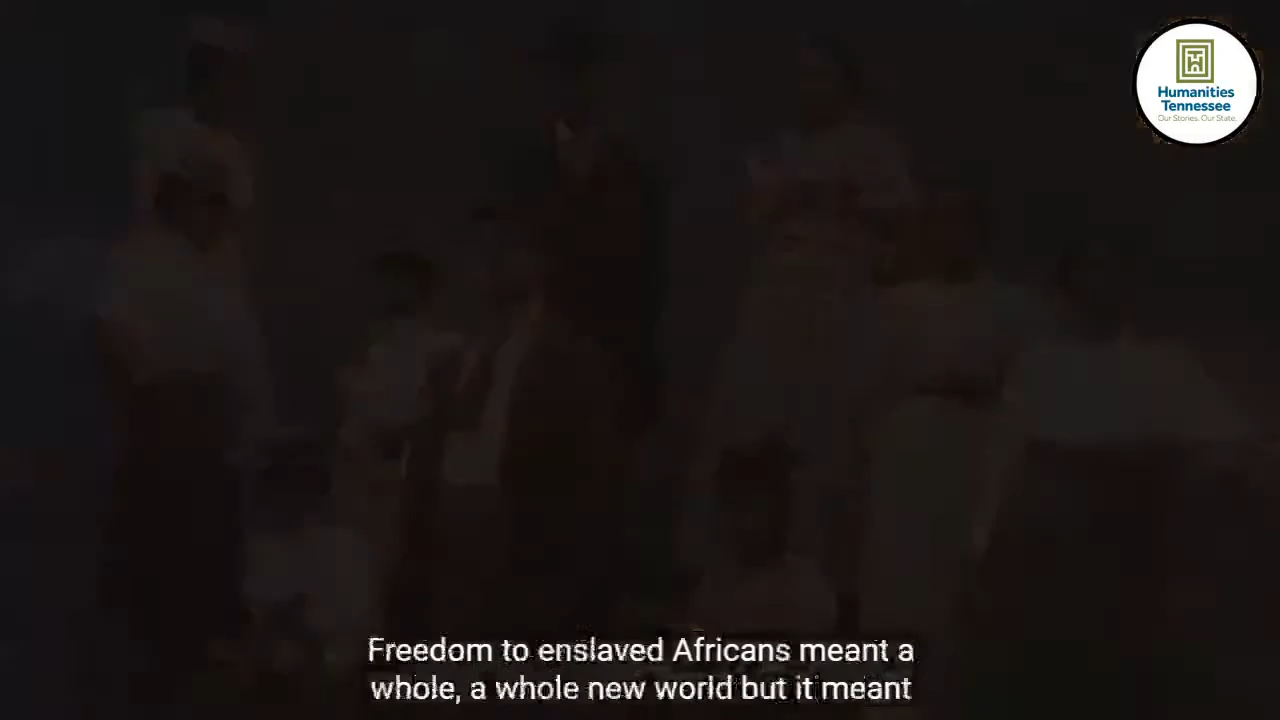 Humanities
Tennessee
Our Stories. Our State.
Freedom to enslaved Africans meant a
whole, a whole new world but it meant